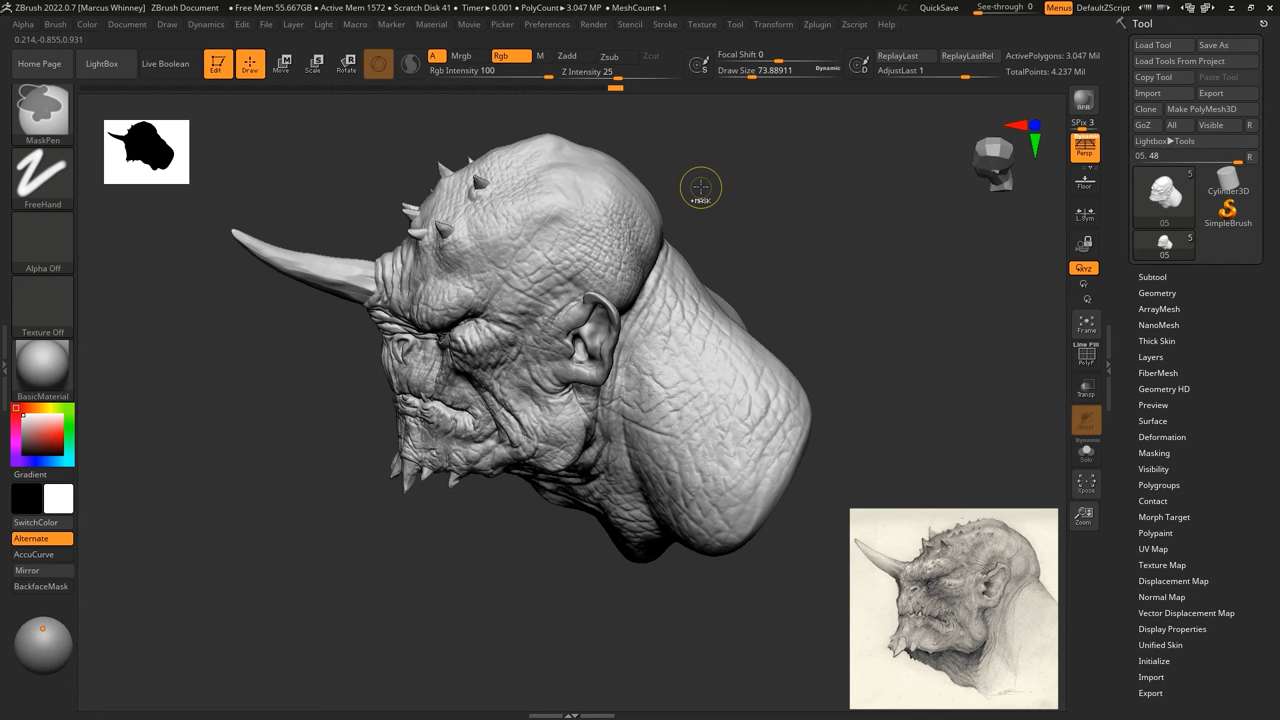 ZBrush 2022.0.7 [Marcus Whinney] ZBrush Document • Free Mem 55.667GB • Active Mem 1572 • Scratch Disk 41 • Timer▶0.001 • PolyCount▶3.047 MP • MeshCount▶1 AC QuickSave See-through 0 Menus DefaultZScript
Alpha Brush Color Document Draw Dynamics Edit File Layer Light Macro Marker Material Movie Picker Preferences Render Stencil Stroke Texture Tool Transform Zplugin Zscript Help
0.214,-0.855,0.931
Home Page LightBox Live Boolean Edit Draw Move Scale Rotate
A Mrgb Rgb M Zadd Zsub Zcut
Rgb Intensity 100 Z Intensity 25
Focal Shift 0
Draw Size 73.88911 Dynamic
S D
ReplayLast ReplayLastRel ActivePolygons: 3.047 Mil
AdjustLast 1 TotalPoints: 4.237 Mil
MaskPen
FreeHand
Alpha Off
Texture Off
BasicMaterial
Gradient
SwitchColor
Alternate
AccuCurve
Mirror
BackfaceMask
+MASK
BPR
SPix 3
Dynamic
Persp
Floor
L.Sym
XYZ
Frame
Line Fill
PolyF
Transp
Dynamic
Solo
Xpose
Zoom
Tool
Load Tool Save As
Load Tools From Project
Copy Tool Paste Tool
Import Export
Clone Make PolyMesh3D
GoZ All Visible R
Lightbox▶Tools
05. 48 R
5
05
Cylinder3D
SimpleBrush
5
05
Subtool
Geometry
ArrayMesh
NanoMesh
Thick Skin
Layers
FiberMesh
Geometry HD
Preview
Surface
Deformation
Masking
Visibility
Polygroups
Contact
Morph Target
Polypaint
UV Map
Texture Map
Displacement Map
Normal Map
Vector Displacement Map
Display Properties
Unified Skin
Initialize
Import
Export